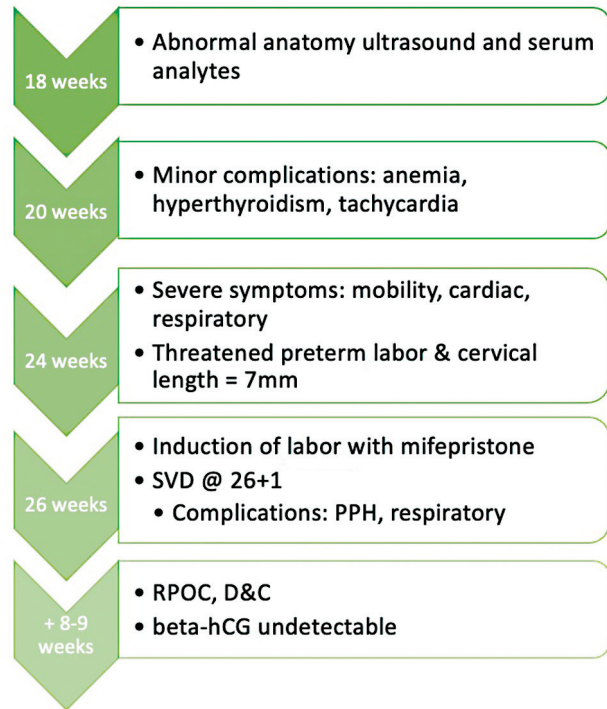 18 weeks
• Abnormal anatomy ultrasound and serum
analytes
20 weeks
• Minor complications: anemia,
hyperthyroidism, tachycardia
24 weeks
• Severe symptoms: mobility, cardiac,
respiratory
• Threatened preterm labor & cervical
length = 7mm
26 weeks
• Induction of labor with mifepristone
• SVD @ 26+1
• Complications: PPH, respiratory
+ 8-9
weeks
• RPOC, D&C
• beta-hCG undetectable